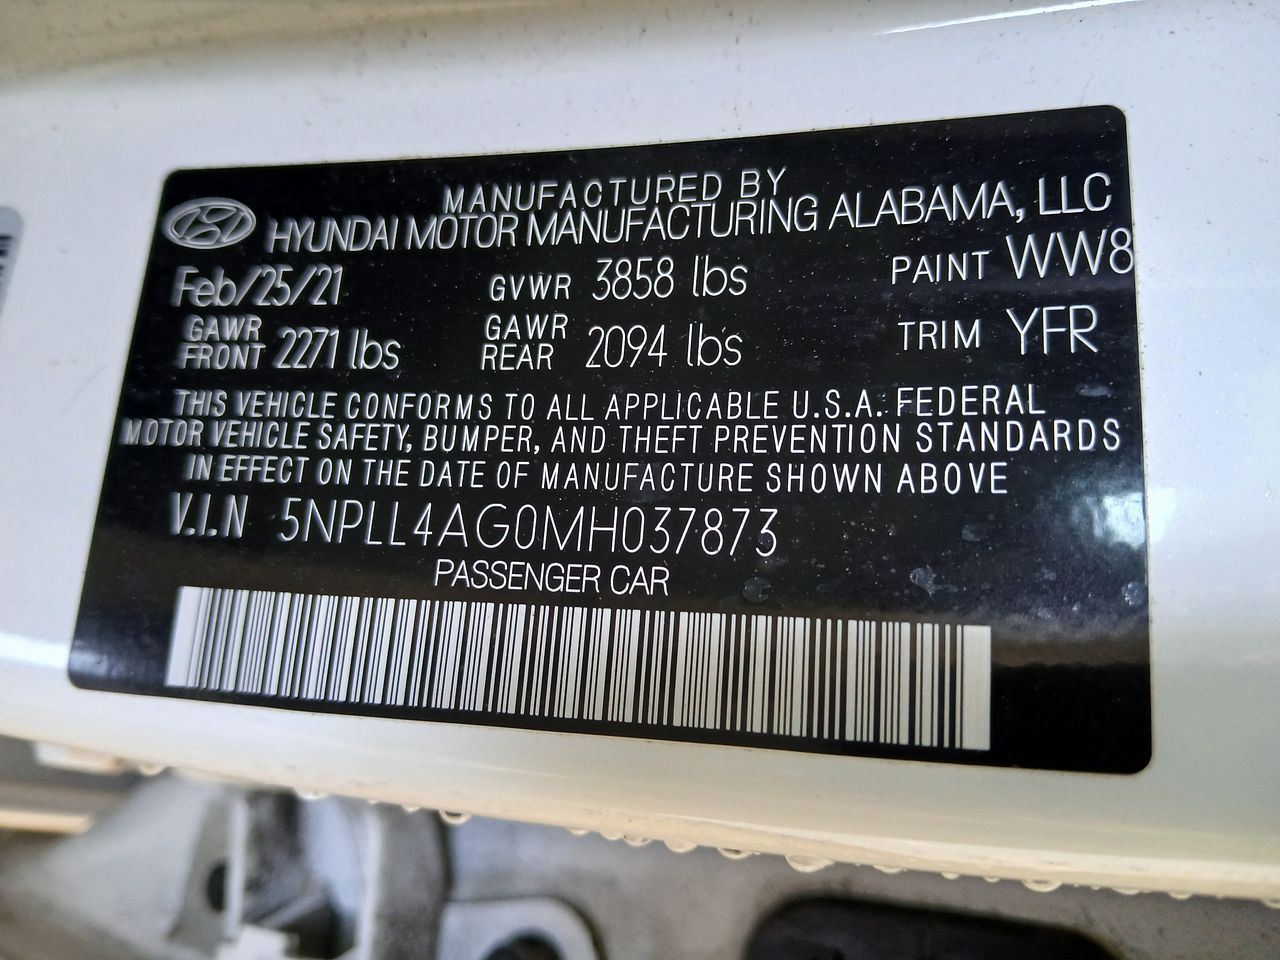 MANUFACTURED BY
HYUNDAI MOTOR MANUFACTURING ALABAMA, LLC
Feb/25/21 GVWR 3858 lbs PAINT WW8
GAWR FRONT 2271 lbs GAWR REAR 2094 lbs TRIM YFR
THIS VEHICLE CONFORMS TO ALL APPLICABLE U.S.A. FEDERAL
MOTOR VEHICLE SAFETY, BUMPER, AND THEFT PREVENTION STANDARDS
IN EFFECT ON THE DATE OF MANUFACTURE SHOWN ABOVE
V.I.N 5NPLL4AG0MH037873
PASSENGER CAR